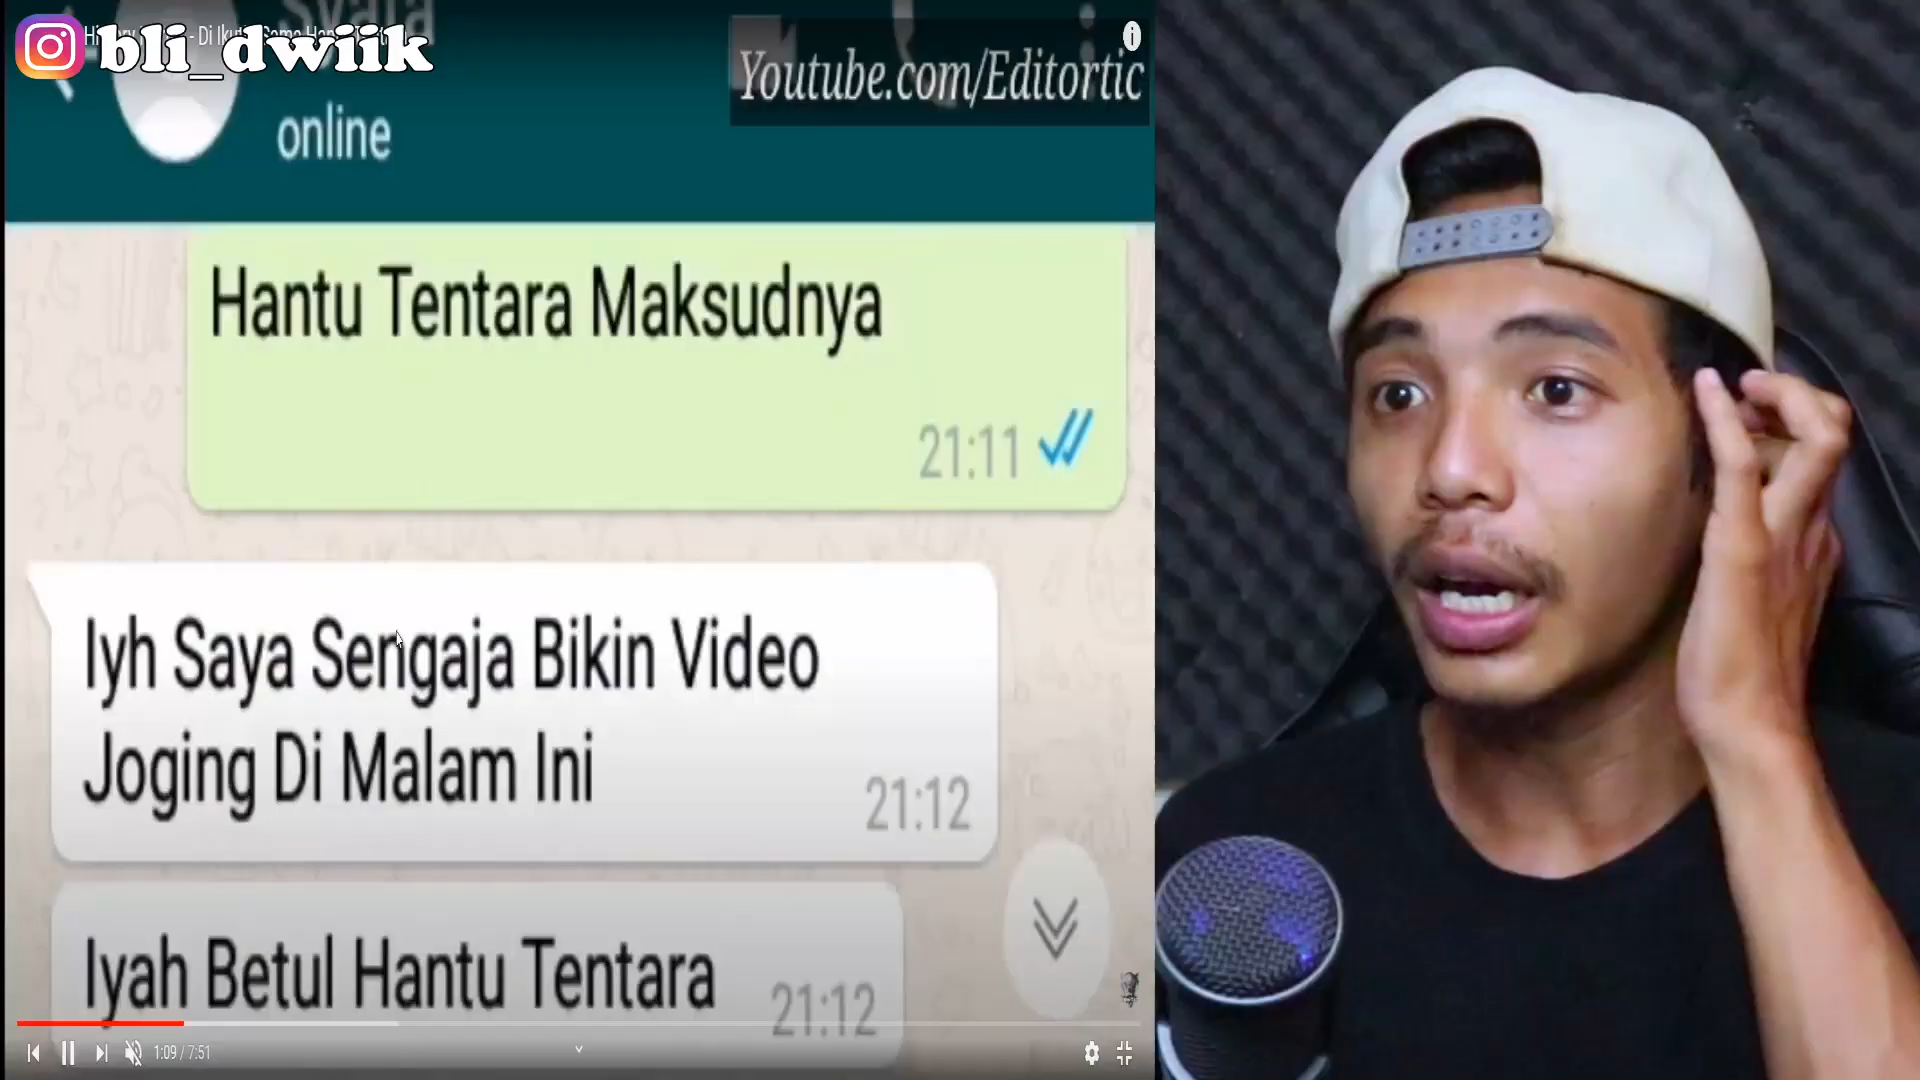 bli_dwiik
Youtube.com/Editortic
online
Hantu Tentara Maksudnya
21:11
Iyh Saya Sengaja Bikin Video
Joging Di Malam Ini
21:12
Iyah Betul Hantu Tentara
21:12
1:09 / 7:51